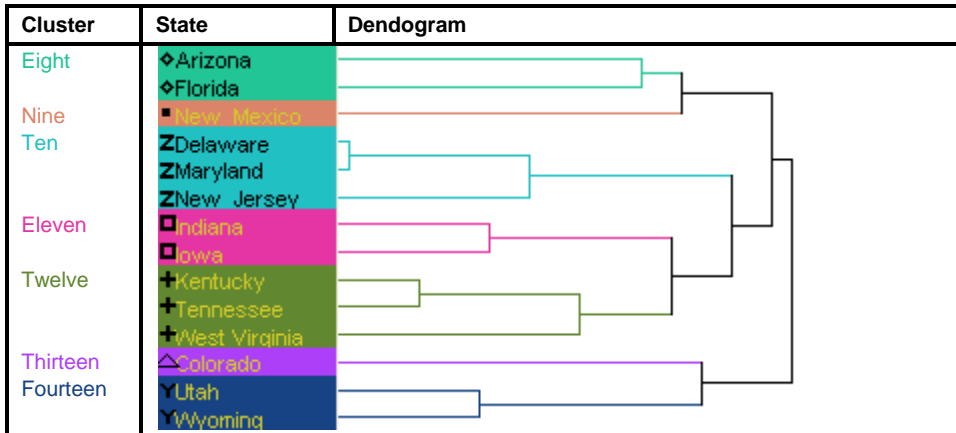 Cluster State Dendogram
Eight Arizona
Florida
Nine New Mexico
Ten Delaware
Maryland
New Jersey
Eleven Indiana
Iowa
Twelve Kentucky
Tennessee
West Virginia
Thirteen Colorado
Fourteen Utah
Wyoming